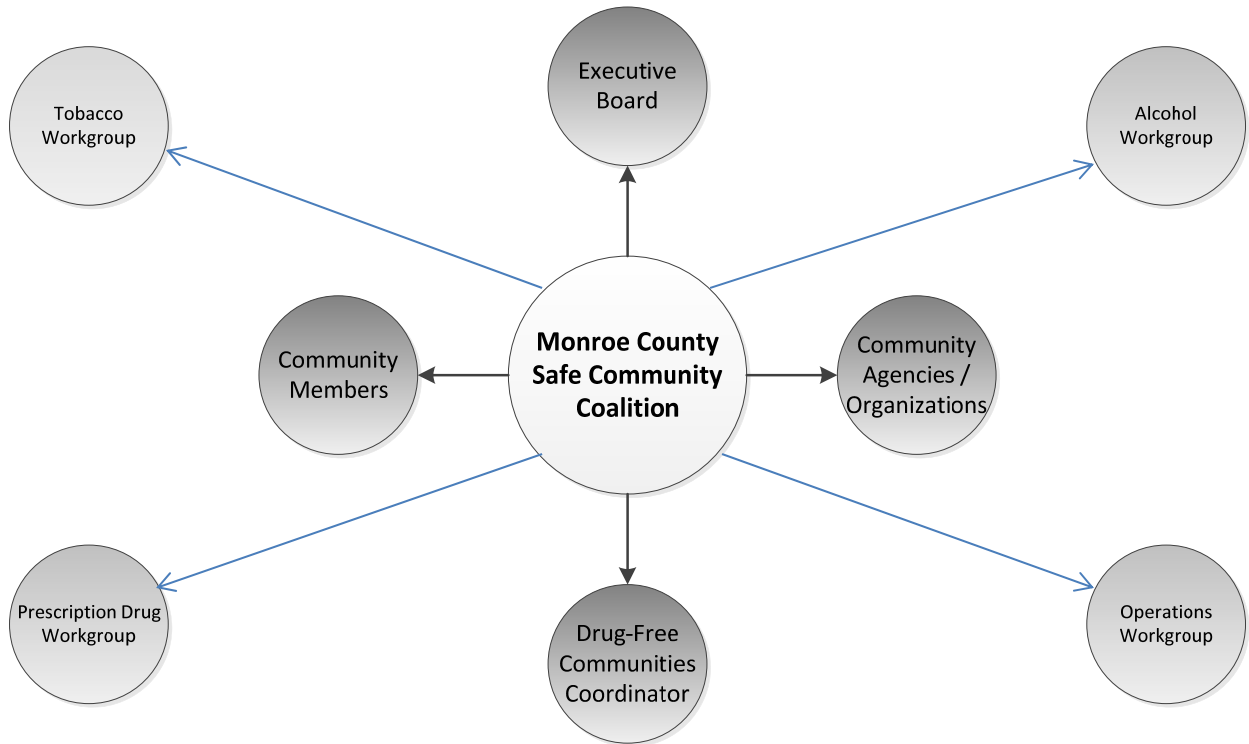 Executive
Board
Tobacco
Workgroup
Alcohol
Workgroup
Monroe County
Safe Community
Coalition
Community
Members
Community
Agencies /
Organizations
Prescription Drug
Workgroup
Drug-Free
Communities
Coordinator
Operations
Workgroup